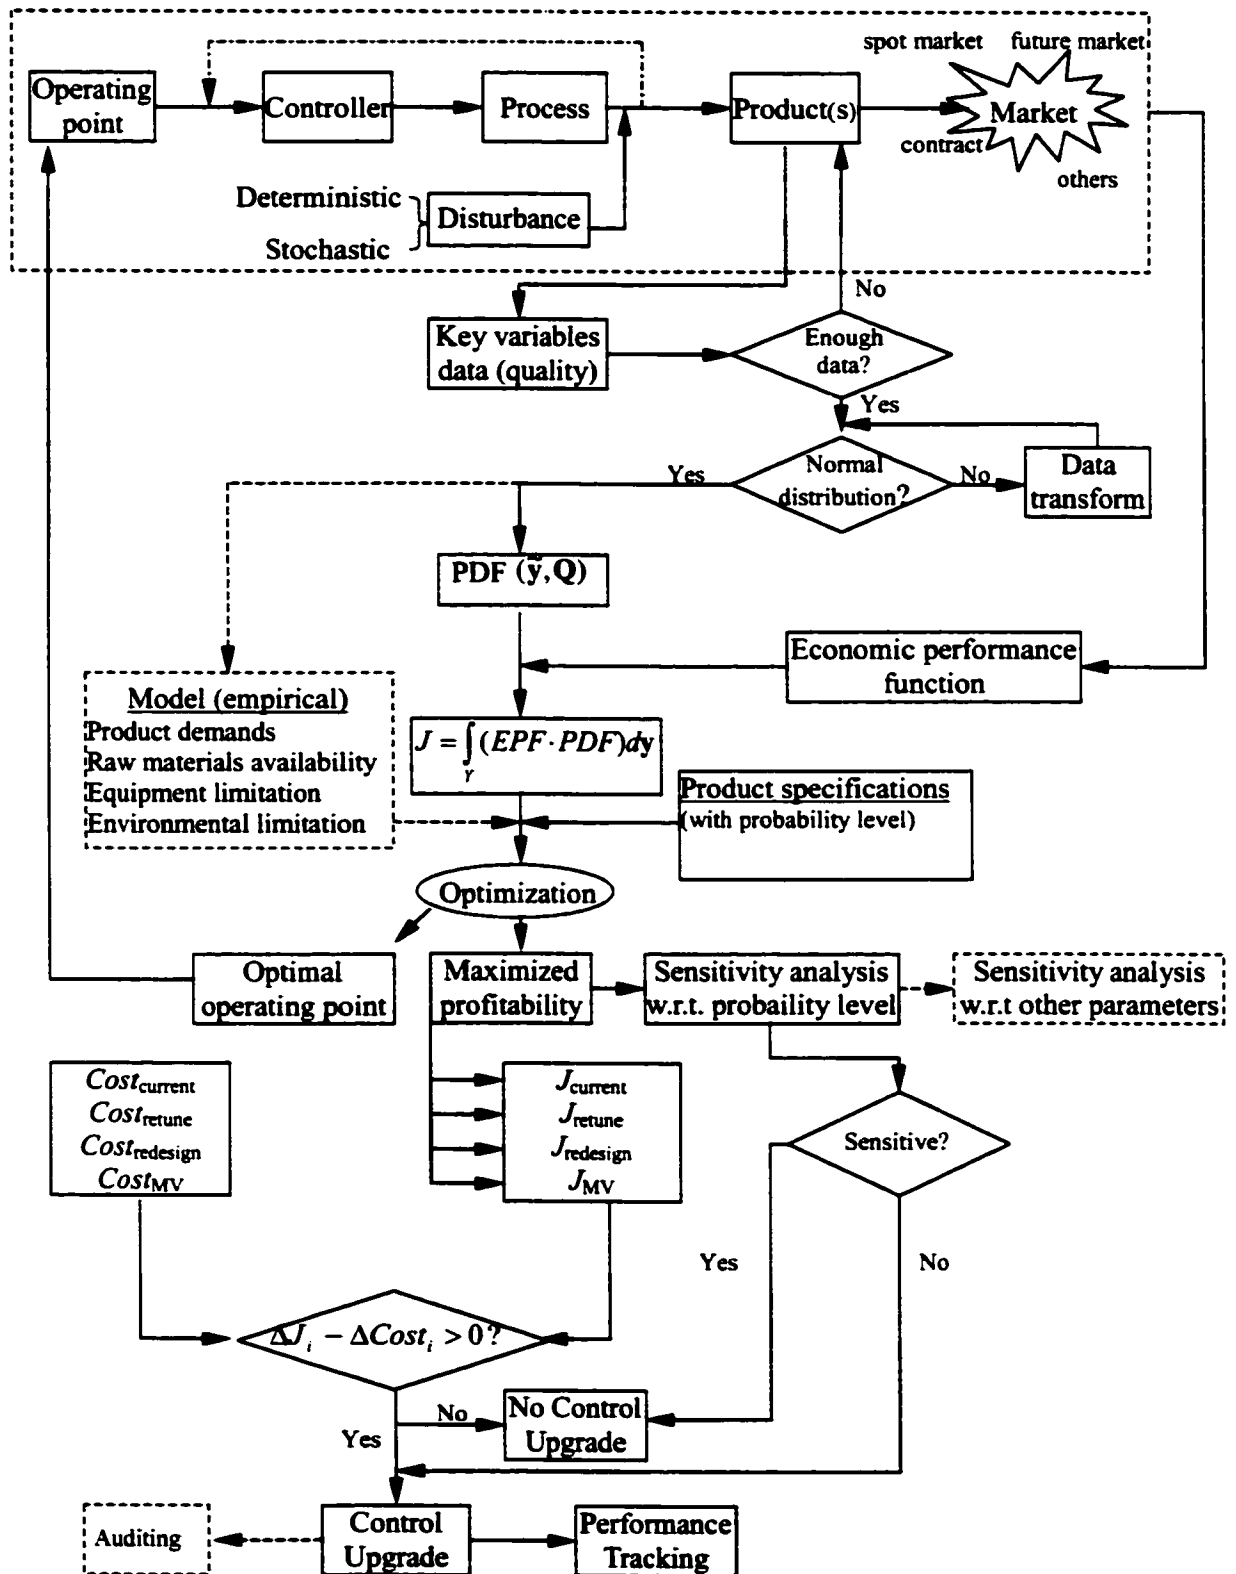 spot market future market
Operating
point
Controller
Process
Product(s)
Market
contract
others
Deterministic
Stochastic
Disturbance
No
Key variables
data (quality)
Enough
data?
Yes
Yes
Normal
distribution?
No
Data
transform
PDF (ỹ, Q)
Economic performance
function
Model (empirical)
Product demands
Raw materials availability
Equipment limitation
Environmental limitation
J = ∫_Y (EPF · PDF)dy
Product specifications
(with probability level)
Optimization
Optimal
operating point
Maximized
profitability
Sensitivity analysis
w.r.t. probaility level
Sensitivity analysis
w.r.t other parameters
Cost_current
Cost_retune
Cost_redesign
Cost_MV
J_current
J_retune
J_redesign
J_MV
Sensitive?
Yes
No
ΔJ_i − ΔCost_i > 0 ?
No
Yes
No Control
Upgrade
Auditing
Control
Upgrade
Performance
Tracking